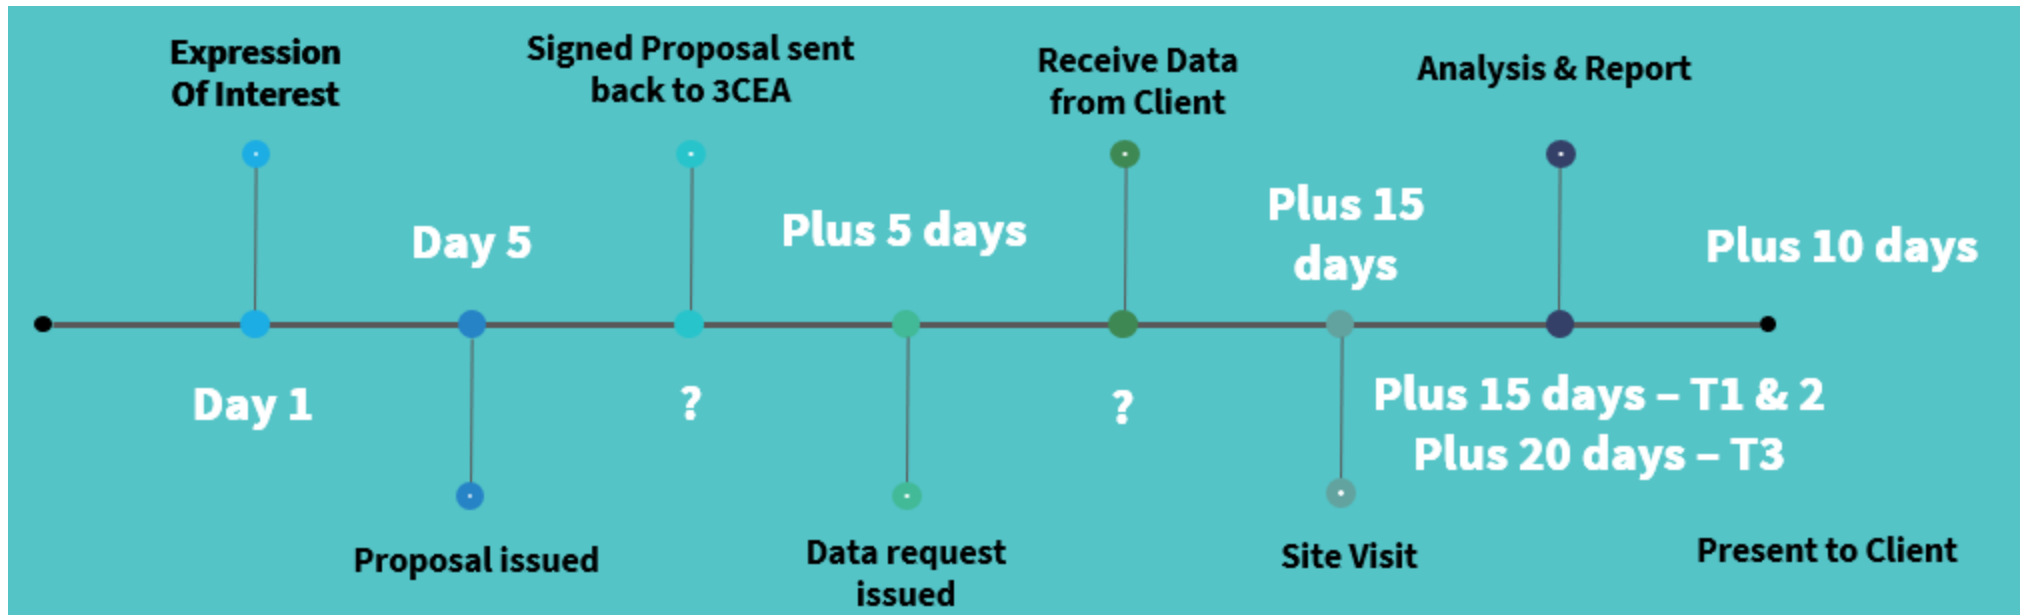 Expression
Of Interest
Day 1
Day 5
Proposal issued
Signed Proposal sent
back to 3CEA
?
Plus 5 days
Data request
issued
Receive Data
from Client
?
Plus 15
days
Site Visit
Analysis & Report
Plus 15 days – T1 & 2
Plus 20 days – T3
Plus 10 days
Present to Client